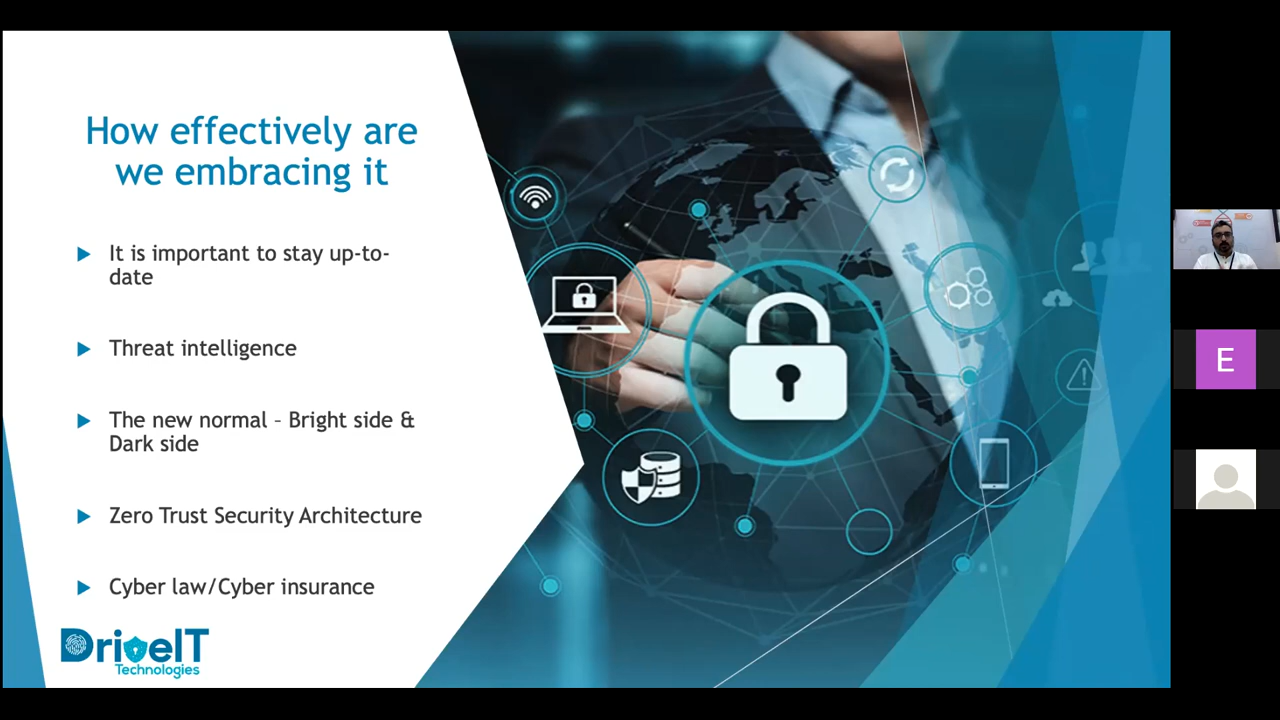 How effectively are
we embracing it
It is important to stay up-to-
date
Threat intelligence
The new normal – Bright side &
Dark side
Zero Trust Security Architecture
Cyber law/Cyber insurance
DriveIT
Technologies
E